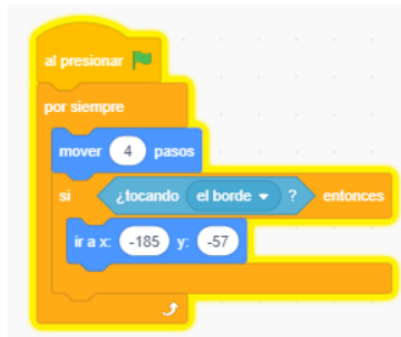 al presionar
por siempre
mover 4 pasos
si ¿tocando el borde ? entonces
ir a x: -185 y: -57